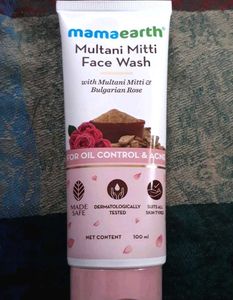 mamaearth
Multani Mitti
Face Wash
with Multani Mitti &
Bulgarian Rose
FOR OIL CONTROL & ACNE
MADE
SAFE
DERMATOLOGICALLY
TESTED
SUITS ALL
SKIN TYPES
NET CONTENT 100 ml